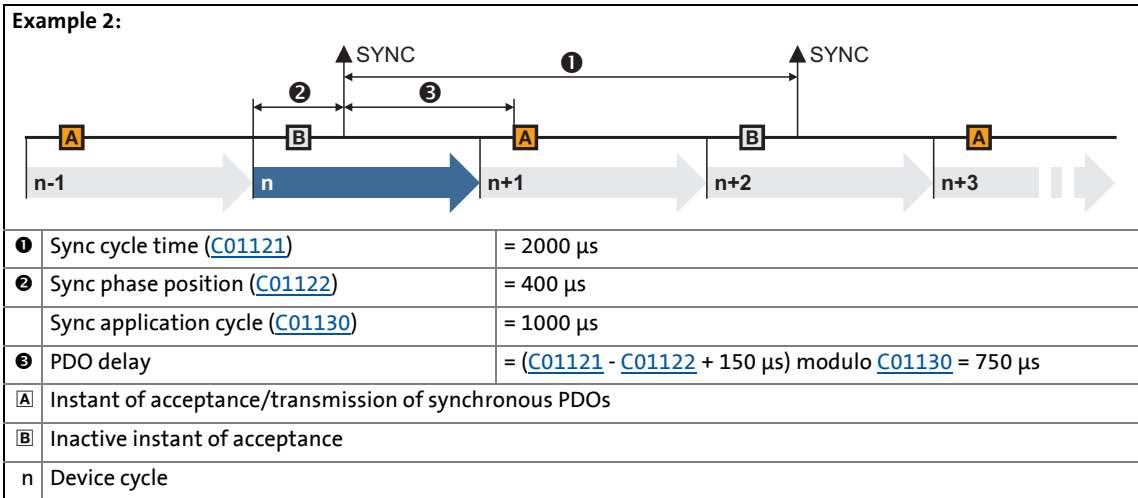 Example 2:
SYNC ❶ SYNC
❷ ❸
A B A B A
n-1 n n+1 n+2 n+3
❶ Sync cycle time (C01121) = 2000 µs
❷ Sync phase position (C01122) = 400 µs
Sync application cycle (C01130) = 1000 µs
❸ PDO delay = (C01121 - C01122 + 150 µs) modulo C01130 = 750 µs
A Instant of acceptance/transmission of synchronous PDOs
B Inactive instant of acceptance
n Device cycle